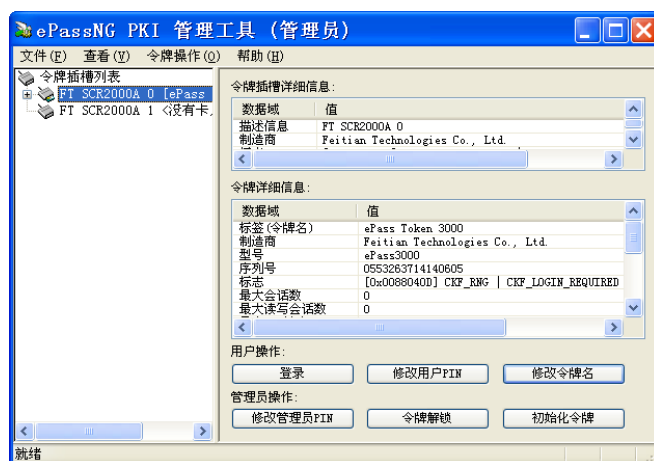 ePassNG PKI 管理工具 (管理员)
文件(F) 查看(V) 令牌操作(O) 帮助(H)
令牌插槽列表
FT SCR2000A 0 [ePass
FT SCR2000A 1 <没有卡.
令牌插槽详细信息:
数据域 值
描述信息 FT SCR2000A 0
制造商 Feitian Technologies Co., Ltd.
令牌详细信息:
数据域 值
标签(令牌名) ePass Token 3000
制造商 Feitian Technologies Co., Ltd.
型号 ePass3000
序列号 0553263714140605
标志 [0x0088040D] CKF_RNG | CKF_LOGIN_REQUIRED
最大会话数 0
最大读写会话数 0
用户操作:
登录 修改用户PIN 修改令牌名
管理员操作:
修改管理员PIN 令牌解锁 初始化令牌
就绪